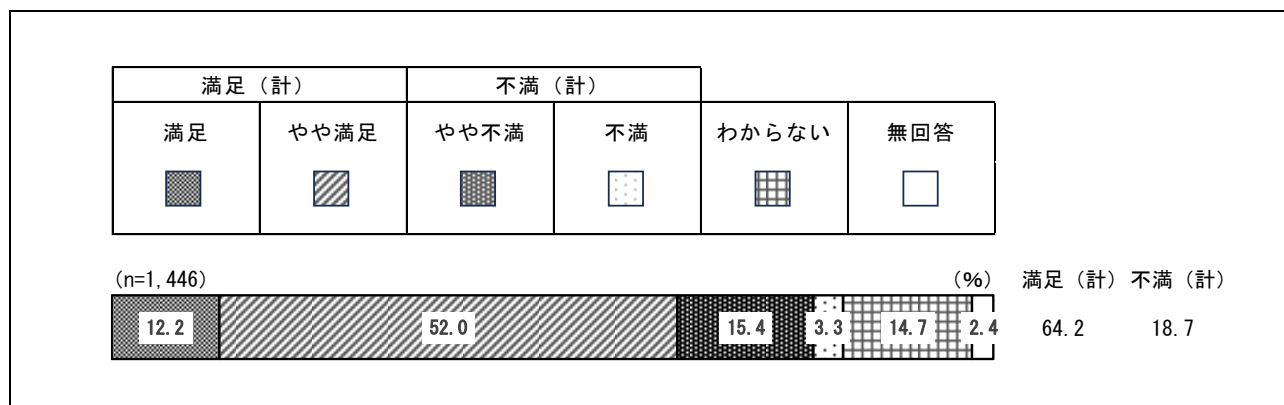 満足（計） 不満（計）
満足 やや満足 やや不満 不満 わからない 無回答
(n=1,446) (%) 満足（計） 不満（計）
12.2 52.0 15.4 3.3 14.7 2.4 64.2 18.7